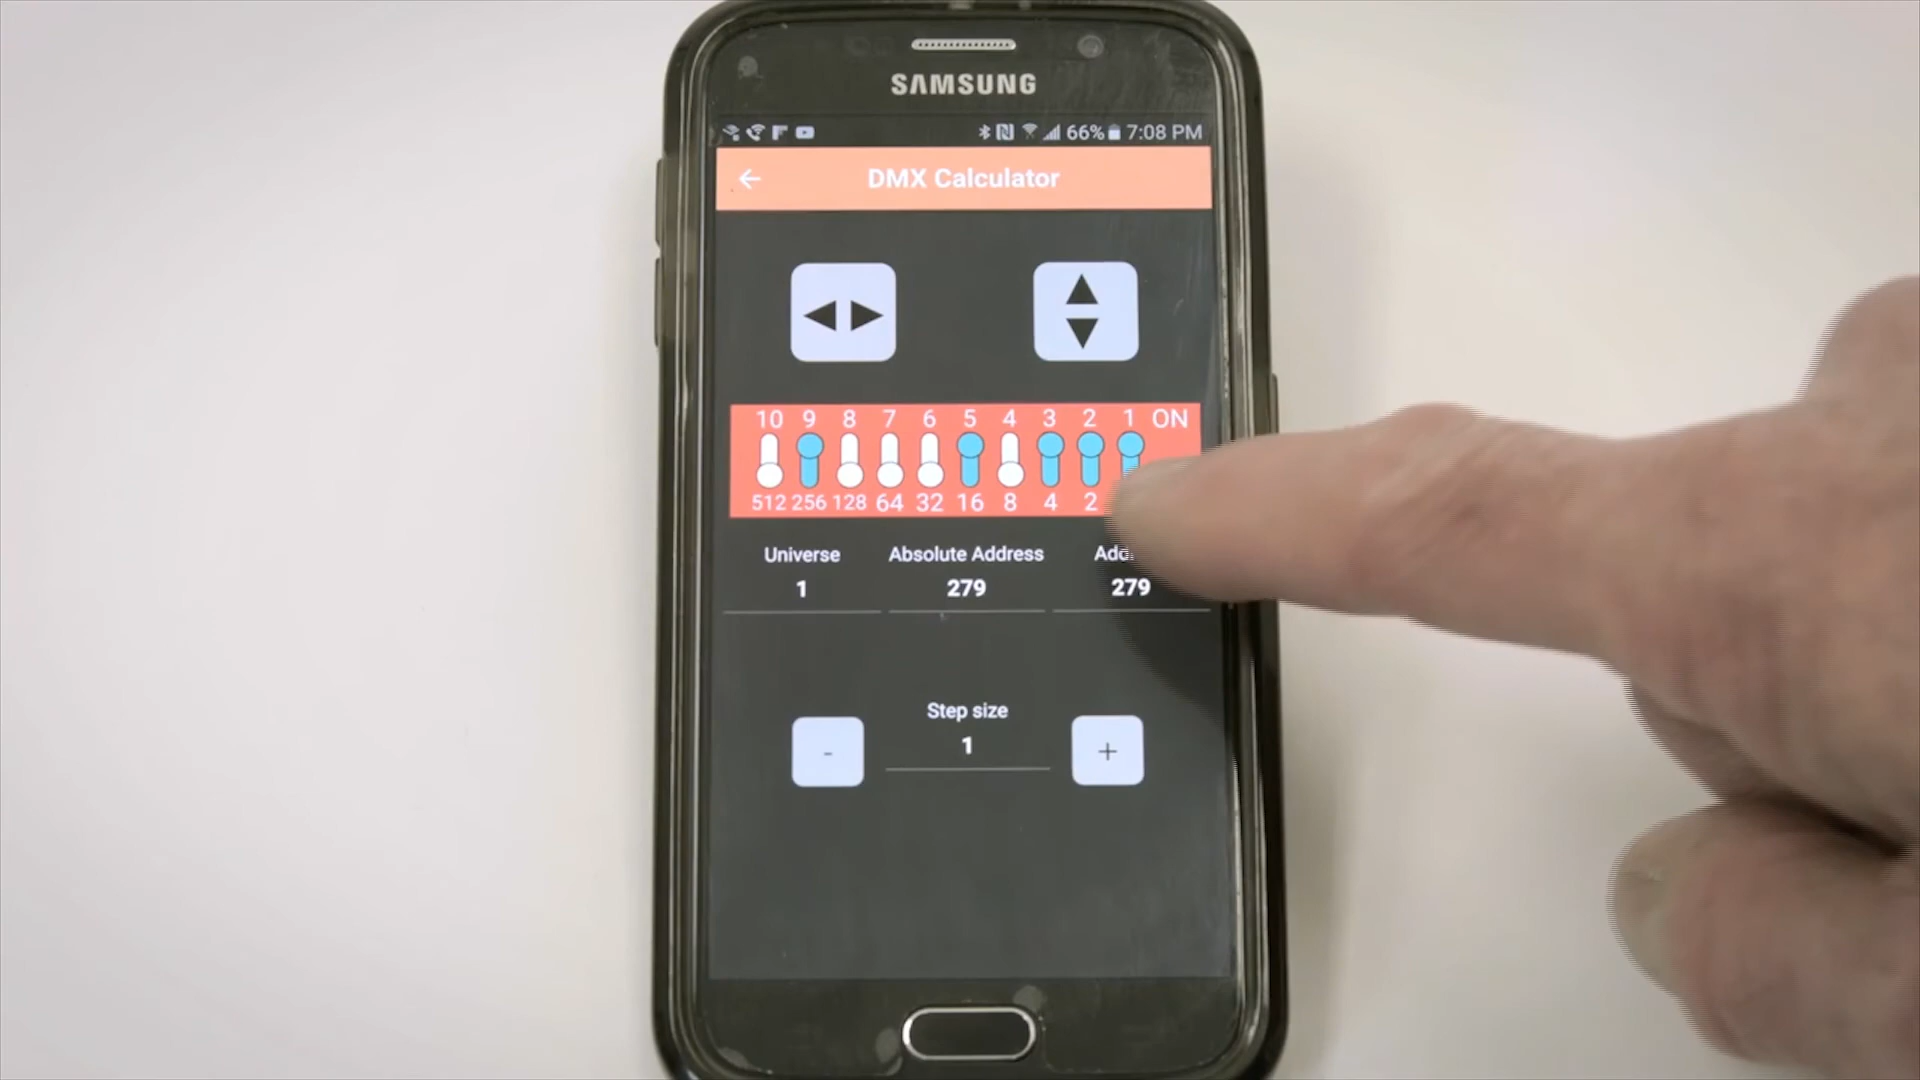 SAMSUNG
66% 7:08 PM
DMX Calculator
10 9 8 7 6 5 4 3 2 1 ON
512 256 128 64 32 16 8 4 2
Universe Absolute Address
1 279 279
Step size
- 1 +